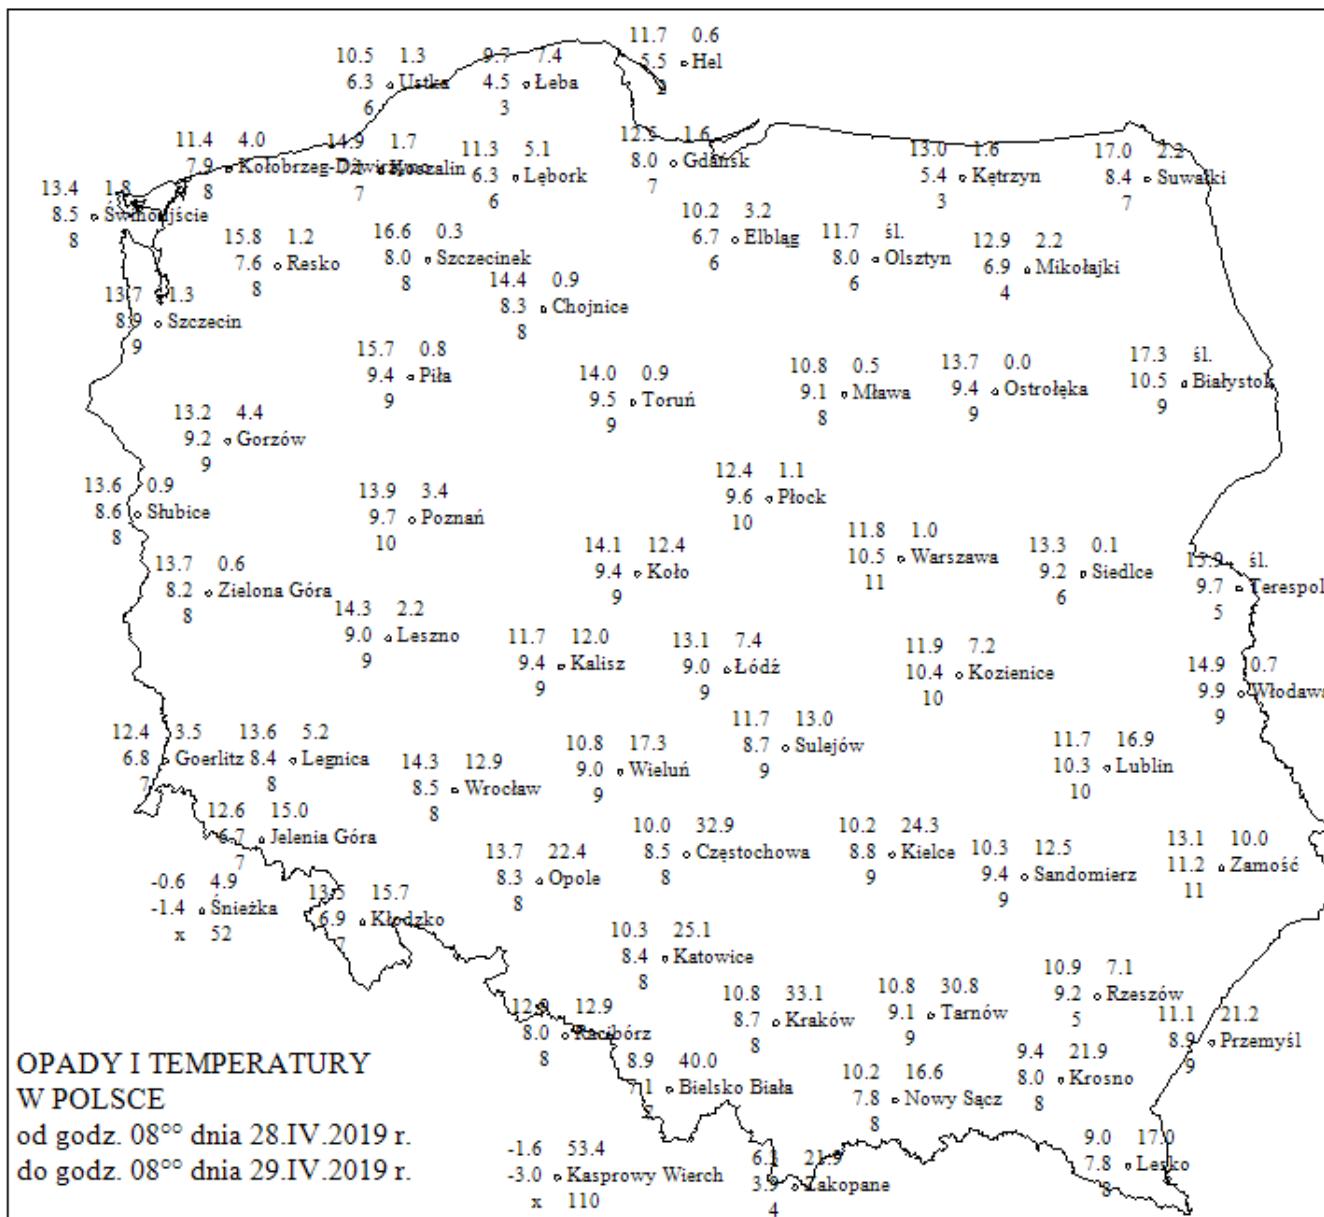 11.7 0.6
5.5 Hel
10.5 1.3
6.3 Ustka
6
9.7 7.4
4.5 Łeba
3
11.4 4.0
7.9 Kołobrzeg-Dźwirzyno
8
14.9 1.7
Koszalin
7
11.3 5.1
6.3 Lębork
6
12.5 1.6
8.0 Gdańsk
7
13.0 1.6
5.4 Kętrzyn
3
17.0 2.2
8.4 Suwałki
7
13.4 1.8
8.5 Świnoujście
8
15.8 1.2
7.6 Resko
8
16.6 0.3
8.0 Szczecinek
8
10.2 3.2
6.7 Elbląg
6
11.7 śl.
8.0 Olsztyn
6
12.9 2.2
6.9 Mikołajki
4
14.4 0.9
8.3 Chojnice
8
13.7 1.3
8.9 Szczecin
9
15.7 0.8
9.4 Piła
9
14.0 0.9
9.5 Toruń
9
10.8 0.5
9.1 Mława
8
13.7 0.0
9.4 Ostrołęka
9
17.3 śl.
10.5 Białystok
9
13.2 4.4
9.2 Gorzów
9
13.6 0.9
8.6 Słubice
8
13.9 3.4
9.7 Poznań
10
12.4 1.1
9.6 Płock
10
13.7 0.6
8.2 Zielona Góra
8
14.1 12.4
9.4 Koło
9
11.8 1.0
10.5 Warszawa
11
13.3 0.1
9.2 Siedlce
6
15.9 śl.
9.7 Terespol
5
14.3 2.2
9.0 Leszno
9
11.7 12.0
9.4 Kalisz
9
13.1 7.4
9.0 Łódź
9
11.9 7.2
10.4 Kozienice
10
14.9 0.7
9.9 Włodawa
9
12.4 3.5
6.8 Goerlitz
7
13.6 5.2
8.4 Legnica
8
14.3 12.9
8.5 Wrocław
8
10.8 17.3
9.0 Wieluń
9
11.7 13.0
8.7 Sulejów
9
11.7 16.9
10.3 Lublin
10
12.6 15.0
6.7 Jelenia Góra
7
13.7 22.4
8.3 Opole
8
10.0 32.9
8.5 Częstochowa
8
10.2 24.3
8.8 Kielce
9
10.3 12.5
9.4 Sandomierz
9
13.1 10.0
11.2 Zamość
11
-0.6 4.9
-1.4 Śnieżka
x 52
13.5 15.7
6.9 Kłodzko
7
10.3 25.1
8.4 Katowice
8
12.9
8.0 Racibórz
8
10.8 33.1
8.7 Kraków
8
10.8 30.8
9.1 Tarnów
9
10.9 7.1
9.2 Rzeszów
5
11.1 21.2
8.9 Przemyśl
9
8.9 40.0
7.1 Bielsko Biała
10.2 16.6
7.8 Nowy Sącz
8
9.4 21.9
8.0 Krosno
8
-1.6 53.4
-3.0 Kasprowy Wierch
x 110
21.9
3.9 Zakopane
4
9.0 17.0
7.8 Lesko
8
OPADY I TEMPERATURY
W POLSCE
od godz. 08°° dnia 28.IV.2019 r.
do godz. 08°° dnia 29.IV.2019 r.